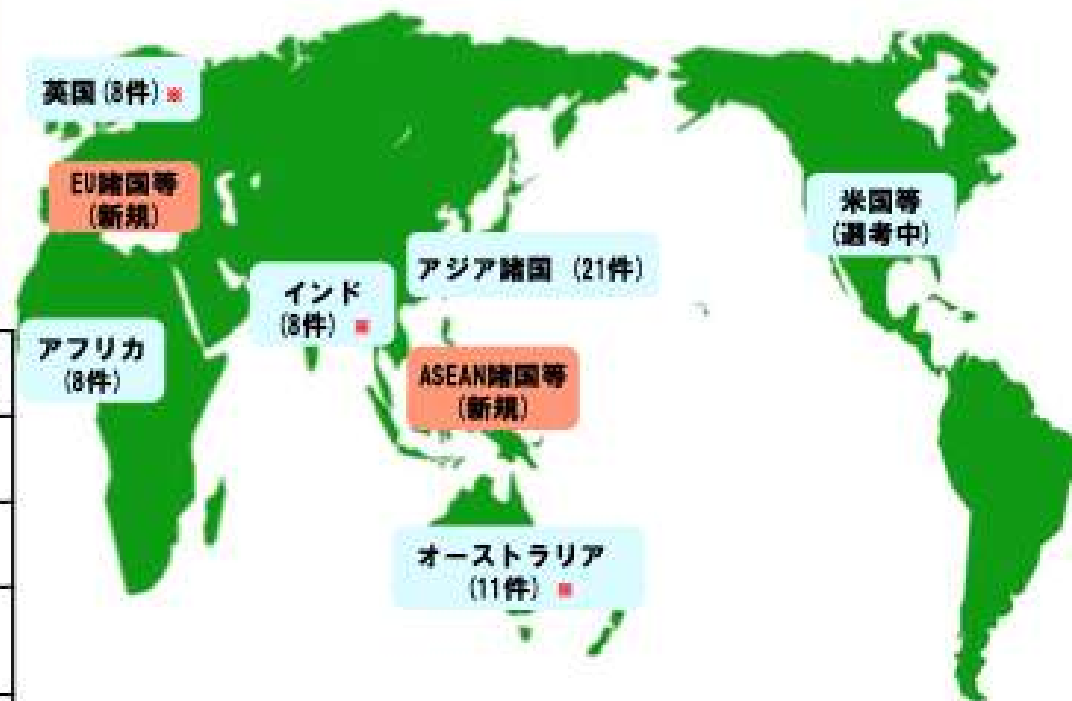 英国(8件)※
EU諸国等
(新規)
アジア諸国 (21件)
インド
(8件) ※
アフリカ
(8件)
ASEAN諸国等
(新規)
オーストラリア
(11件) ※
米国等
(選考中)